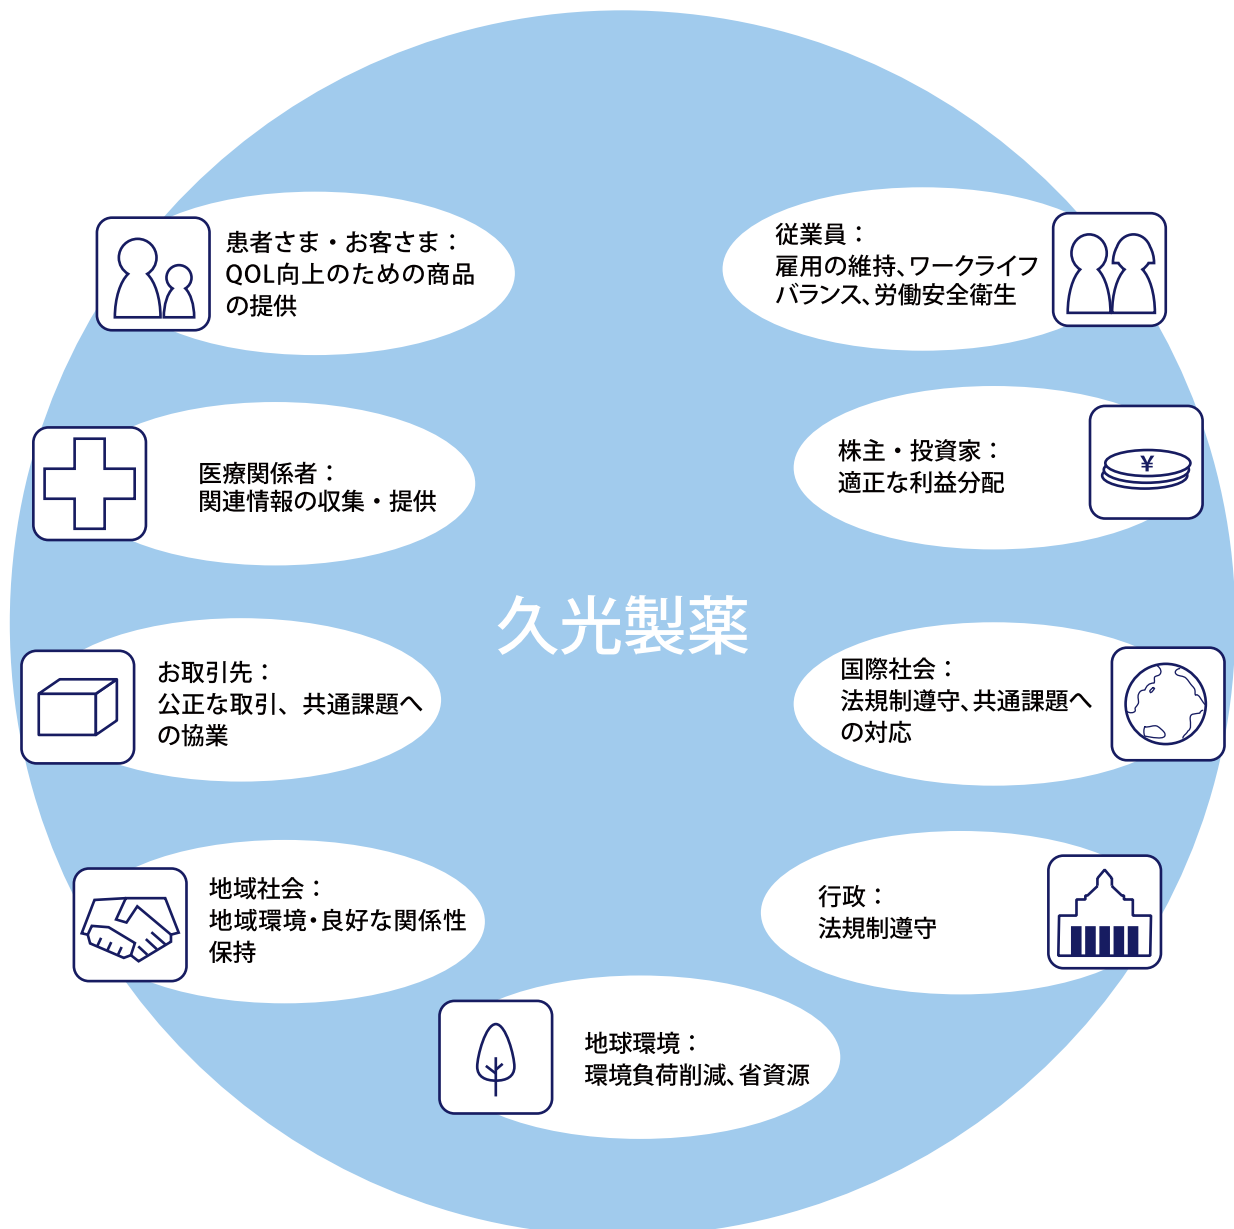 患者さま・お客さま：
QOL向上のための商品
の提供
従業員：
雇用の維持、ワークライフ
バランス、労働安全衛生
医療関係者：
関連情報の収集・提供
株主・投資家：
適正な利益分配
¥
久光製薬
お取引先：
公正な取引、共通課題へ
の協業
国際社会：
法規制遵守、共通課題へ
の対応
地域社会：
地域環境・良好な関係性
保持
行政：
法規制遵守
地球環境：
環境負荷削減、省資源